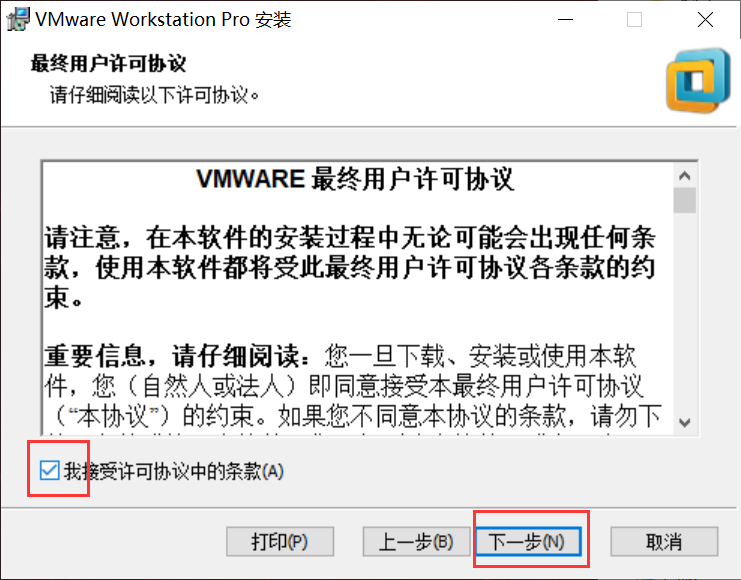 VMware Workstation Pro 安装
最终用户许可协议
请仔细阅读以下许可协议。
VMWARE 最终用户许可协议
请注意，在本软件的安装过程中无论可能会出现任何条
款，使用本软件都将受此最终用户许可协议各条款的约
束。
重要信息，请仔细阅读：您一旦下载、安装或使用本软
件，您（自然人或法人）即同意接受本最终用户许可协议
（“本协议”）的约束。如果您不同意本协议的条款，请勿下
我接受许可协议中的条款(A)
打印(P) 上一步(B) 下一步(N) 取消